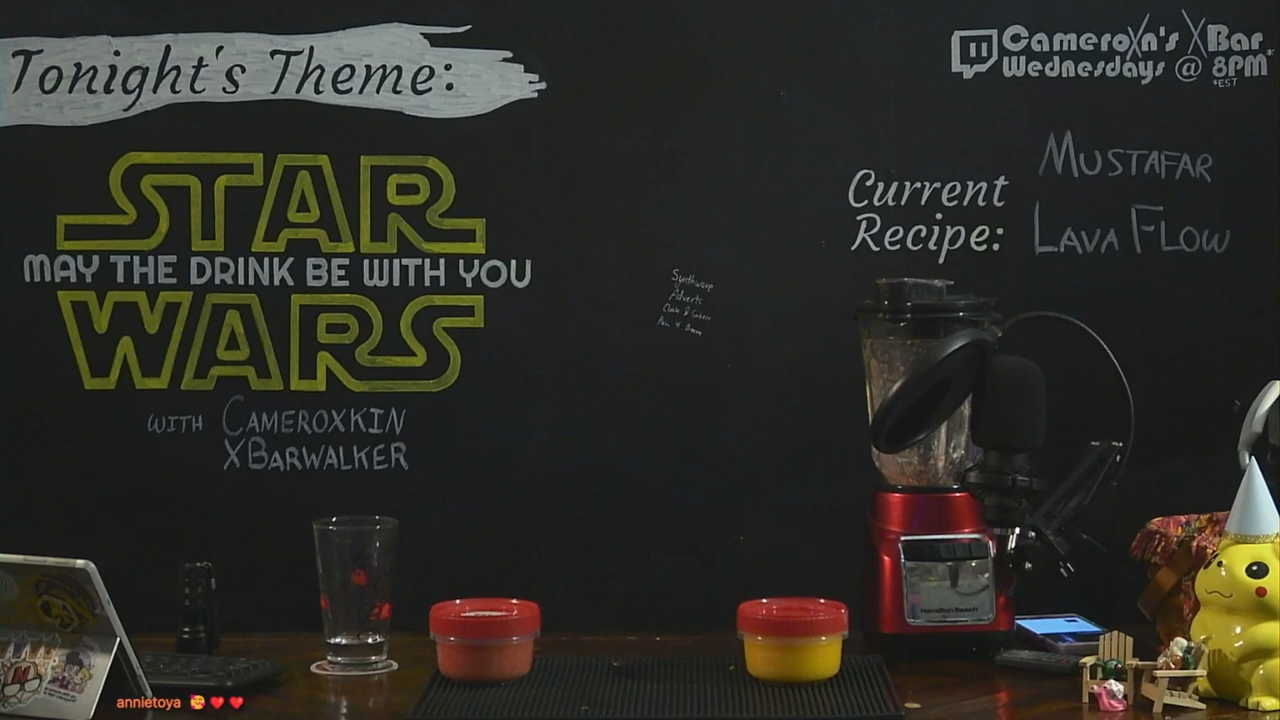 Tonight's Theme:
STAR
MAY THE DRINK BE WITH YOU
WARS
WITH CAMEROXKIN
XBARWALKER
CameroXn's XBar
Wednesdays @ 8PM*
*EST
Current
Recipe:
MUSTAFAR
LAVA FLOW
Synthwave
Adverts
Hamilton Beach
annietoya 🥰❤️❤️